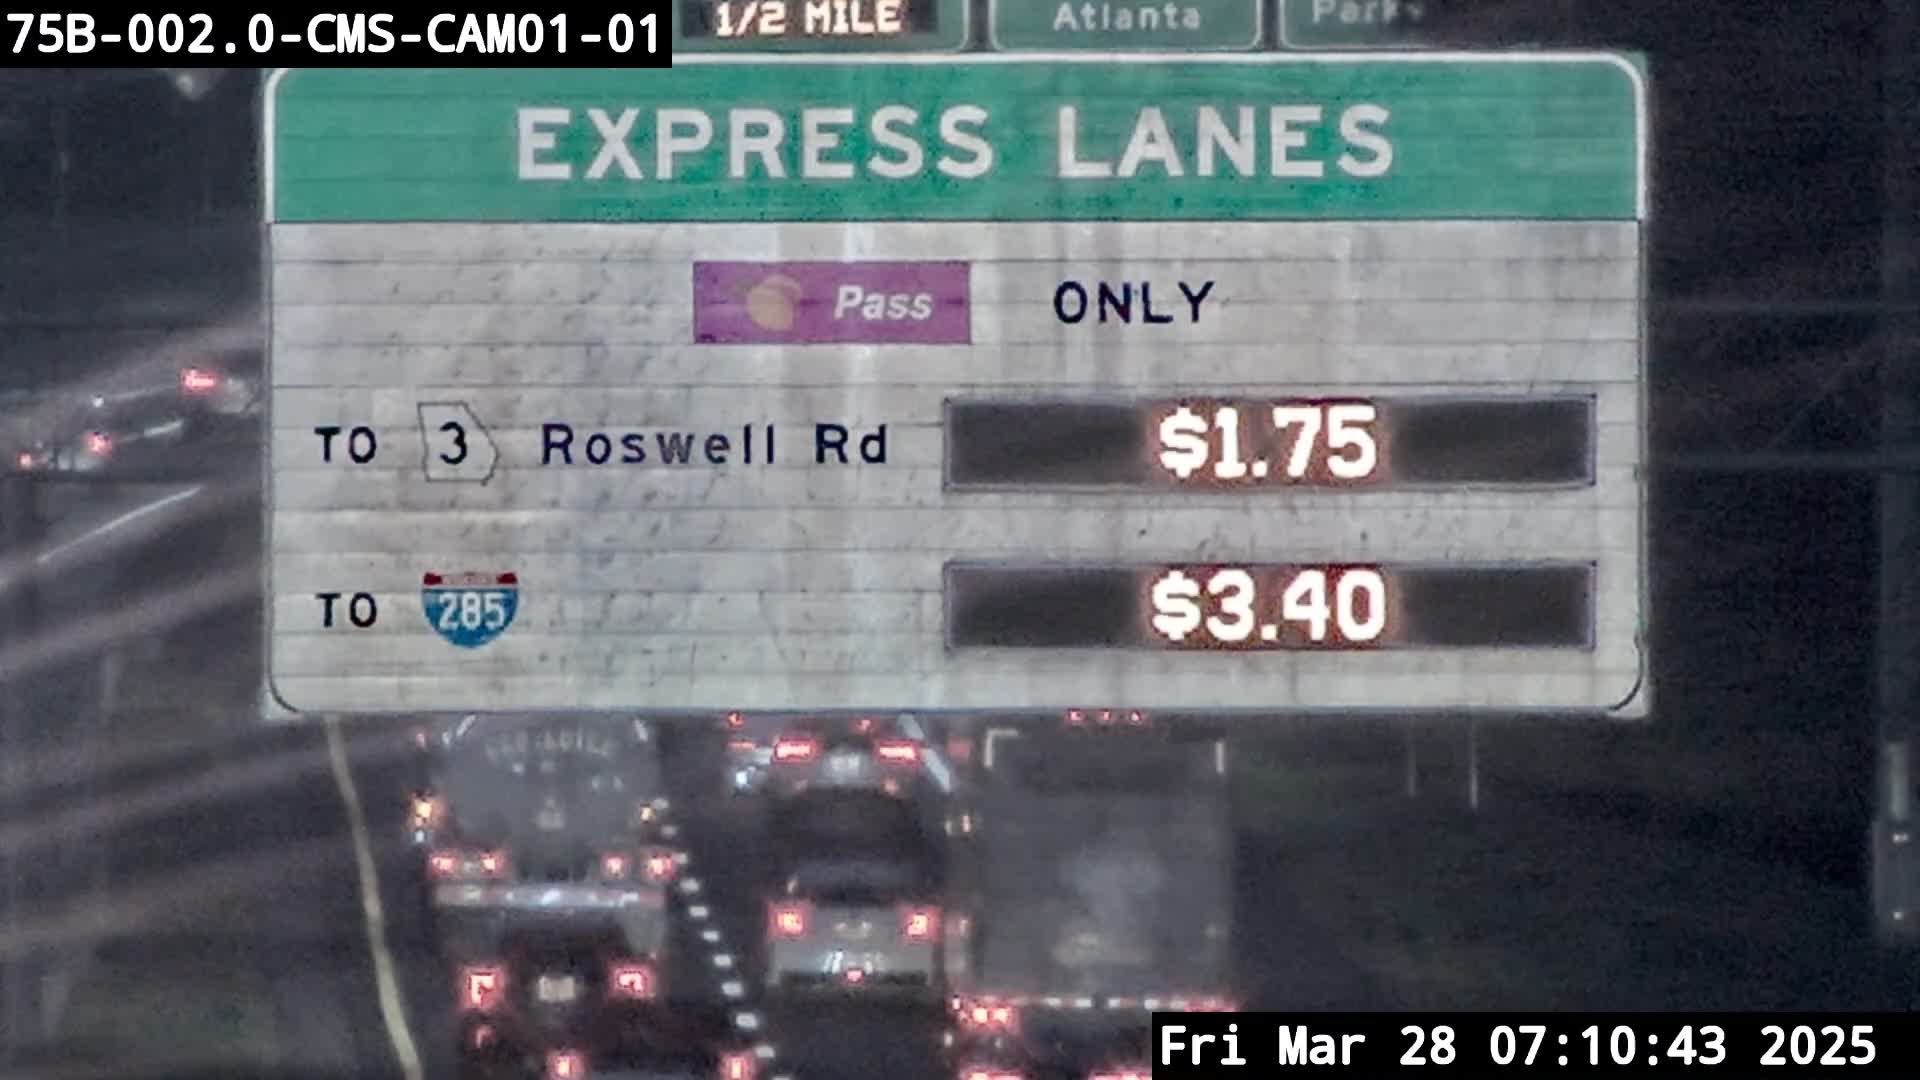 75B-002.0-CMS-CAM01-01
1/2 MILE
Atlanta
EXPRESS LANES
Pass ONLY
TO 3 Roswell Rd $1.75
TO 285 $3.40
Fri Mar 28 07:10:43 2025